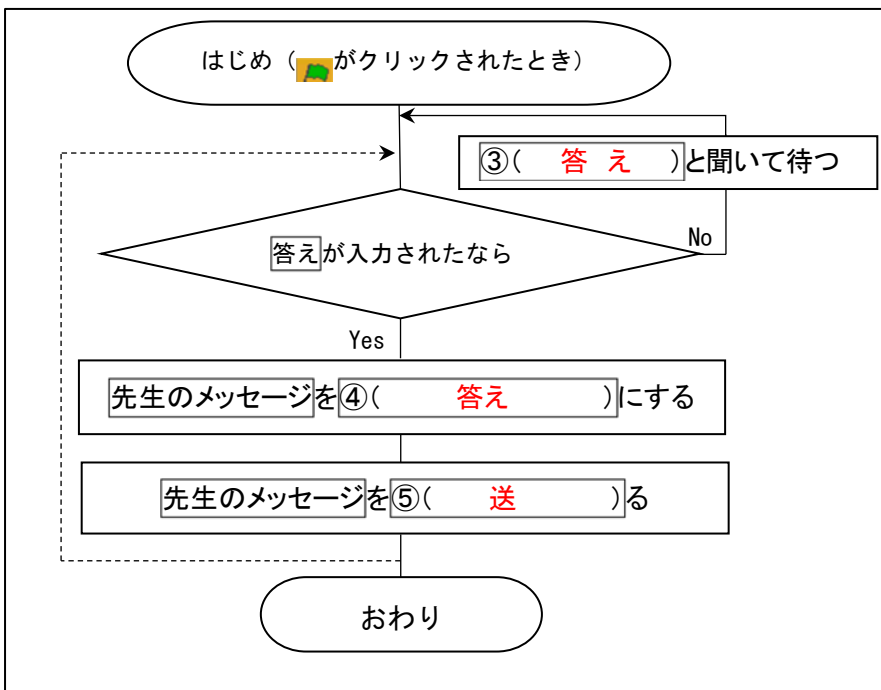 はじめ（がクリックされたとき）
③（　答 え　）と聞いて待つ
答えが入力されたなら
No
Yes
先生のメッセージを④（　答え　）にする
先生のメッセージを⑤（　送　）る
おわり